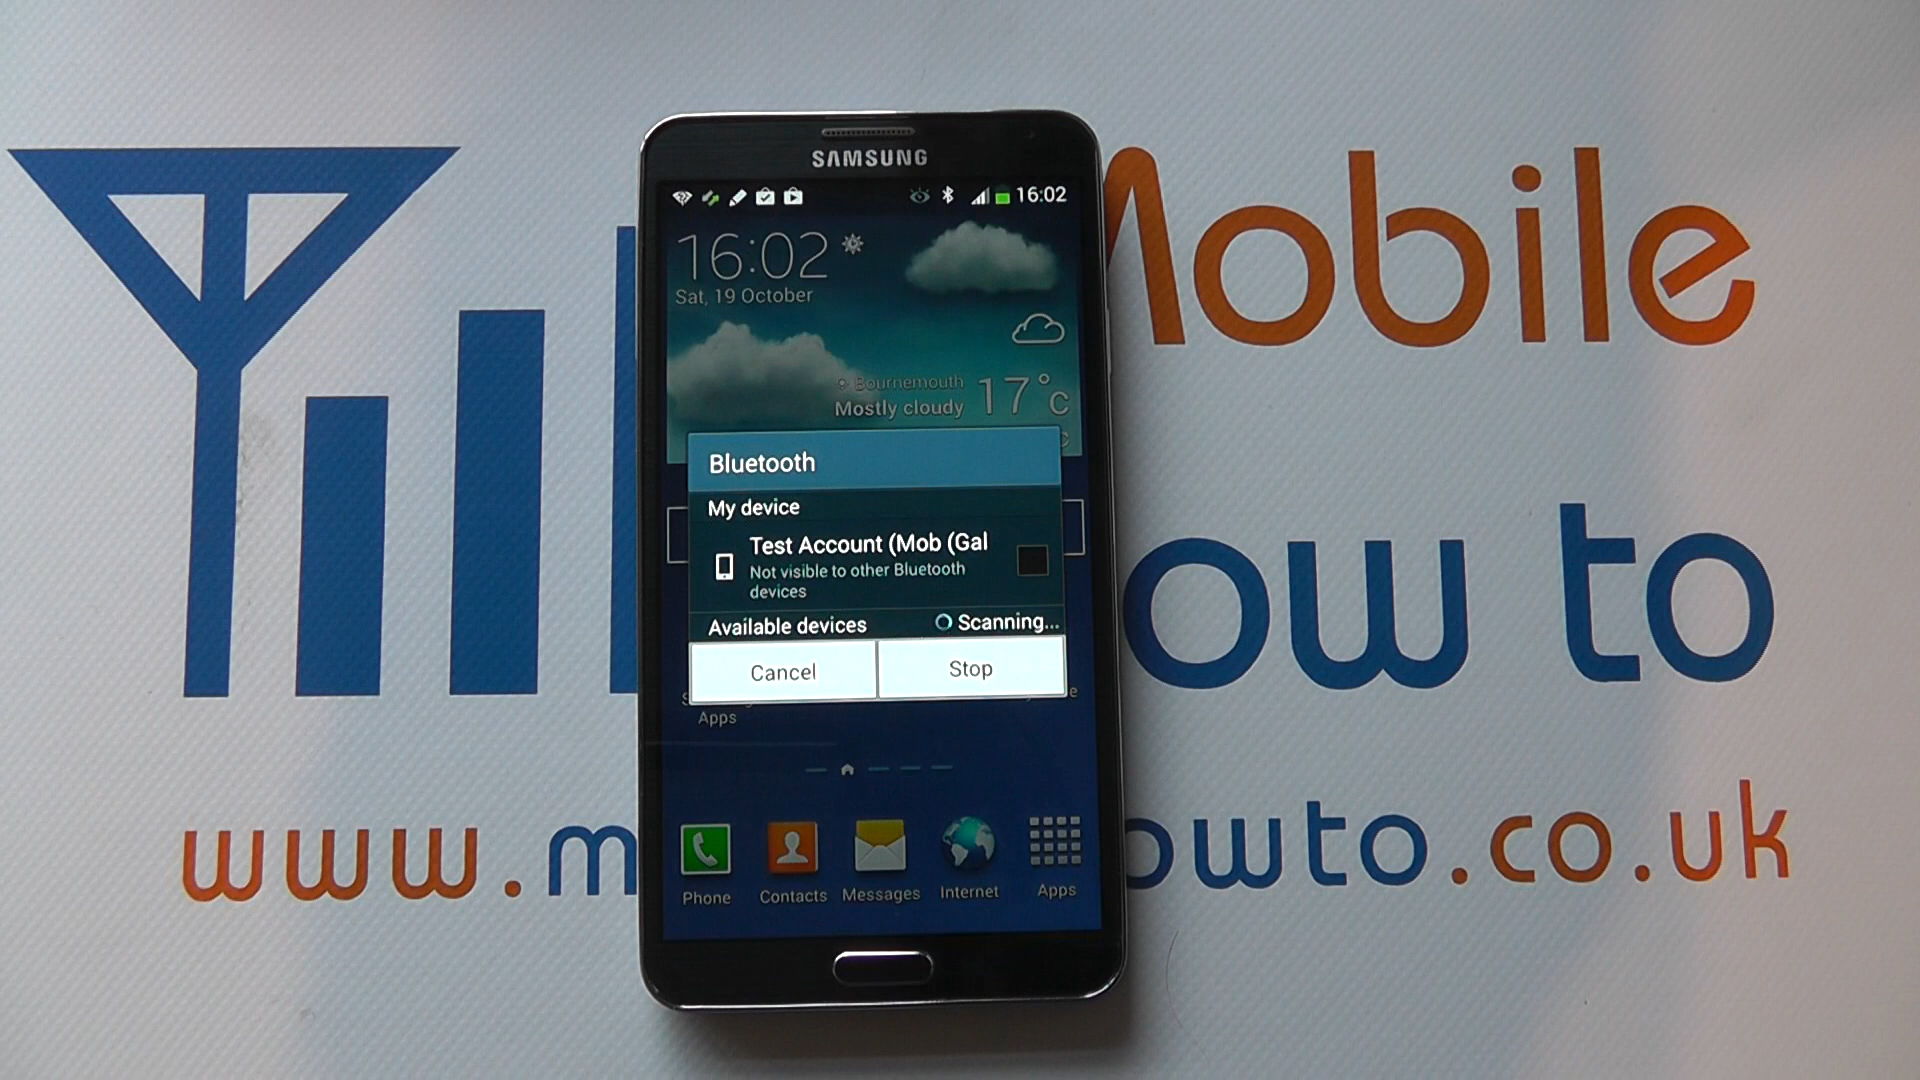 Mobile
ow to
www.m owto.co.uk
SAMSUNG
16:02
16:02
Sat, 19 October
Bournemouth
Mostly cloudy
17°c
Bluetooth
My device
Test Account (Mob (Gal
Not visible to other Bluetooth
devices
Available devices
Scanning...
Cancel
Stop
Apps
Phone
Contacts
Messages
Internet
Apps